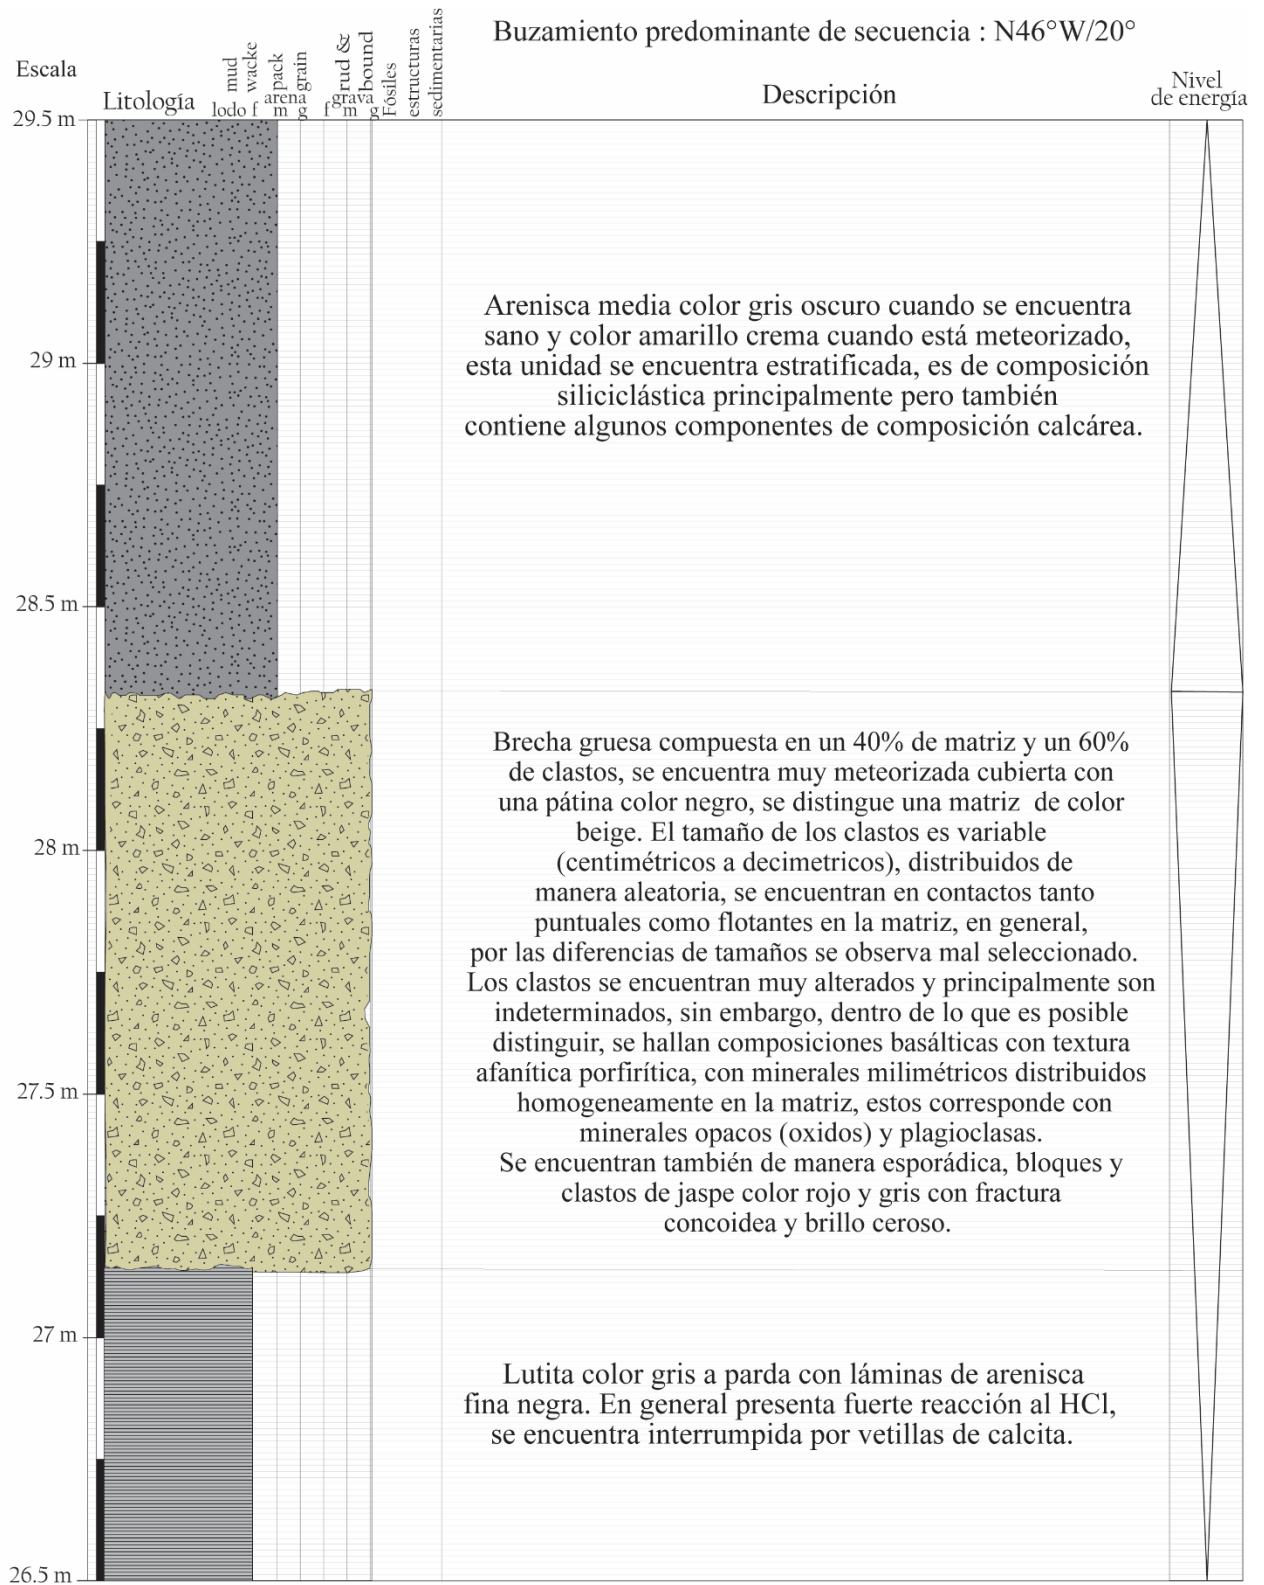 Buzamiento predominante de secuencia : N46°W/20°
Escala
Litología
mud
wacke
pack
grain
rud &
bound
lodo f
arena
m
g
f
grava
m
g
Fósiles
estructuras
sedimentarias
Descripción
Nivel
de energía
29.5 m
29 m
28.5 m
28 m
27.5 m
27 m
26.5 m
Arenisca media color gris oscuro cuando se encuentra
sano y color amarillo crema cuando está meteorizado,
esta unidad se encuentra estratificada, es de composición
siliciclástica principalmente pero también
contiene algunos componentes de composición calcárea.
Brecha gruesa compuesta en un 40% de matriz y un 60%
de clastos, se encuentra muy meteorizada cubierta con
una pátina color negro, se distingue una matriz de color
beige. El tamaño de los clastos es variable
(centimétricos a decimetricos), distribuidos de
manera aleatoria, se encuentran en contactos tanto
puntuales como flotantes en la matriz, en general,
por las diferencias de tamaños se observa mal seleccionado.
Los clastos se encuentran muy alterados y principalmente son
indeterminados, sin embargo, dentro de lo que es posible
distinguir, se hallan composiciones basálticas con textura
afanítica porfirítica, con minerales milimétricos distribuidos
homogeneamente en la matriz, estos corresponde con
minerales opacos (oxidos) y plagioclasas.
Se encuentran también de manera esporádica, bloques y
clastos de jaspe color rojo y gris con fractura
concoidea y brillo ceroso.
Lutita color gris a parda con láminas de arenisca
fina negra. En general presenta fuerte reacción al HCl,
se encuentra interrumpida por vetillas de calcita.